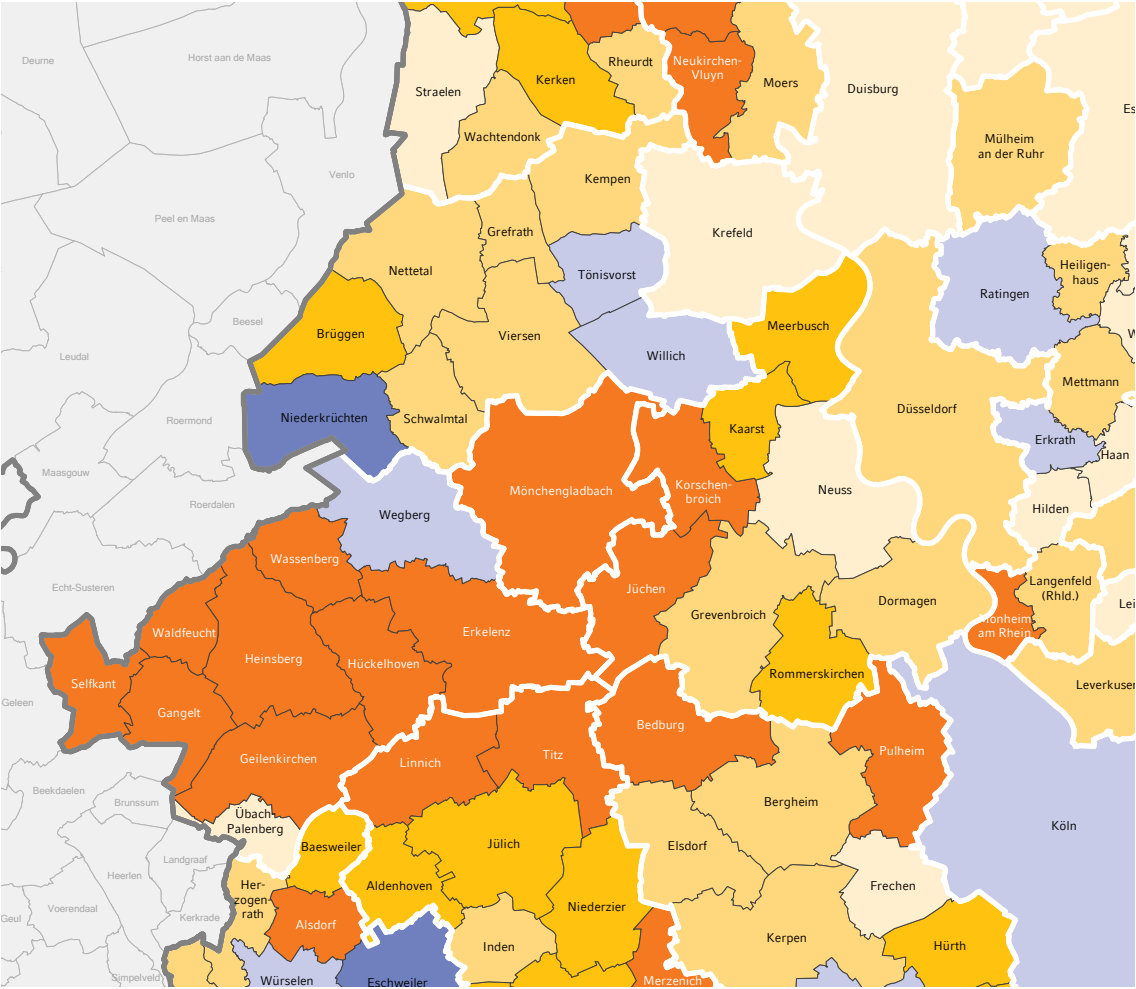 Deurne
Horst aan de Maas
Straelen
Kerken
Rheurdt
Neukirchen-
Vluyn
Moers
Duisburg
Es
Mülheim
an der Ruhr
Wachtendonk
Venlo
Kempen
Peel en Maas
Grefrath
Krefeld
Nettetal
Tönisvorst
Heiligen-
haus
Ratingen
Beesel
Brüggen
Viersen
Meerbusch
W
Leudal
Willich
Mettmann
Roermond
Niederkrüchten
Schwalmtal
Kaarst
Düsseldorf
Erkrath
Haan
Maasgouw
Mönchengladbach
Korschen-
broich
Neuss
Roerdalen
Wegberg
Hilden
Wassenberg
Echt-Susteren
Jüchen
Langenfeld
(Rhld.)
Dormagen
Lei
Grevenbroich
Monheim
am Rhein
Waldfeucht
Erkelenz
Heinsberg
Hückelhoven
Rommerskirchen
Selfkant
Leverkusen
Geleen
Gangelt
Bedburg
Geilenkirchen
Linnich
Titz
Pulheim
Beekdaelen
Brunssum
Bergheim
Übach-
Palenberg
Köln
Baesweiler
Jülich
Elsdorf
Landgraaf
Heerlen
Aldenhoven
Frechen
Her-
zogen-
rath
Voerendaal
Niederzier
Geul
Kerkrade
Alsdorf
Kerpen
Hürth
Inden
Simpelveld
Würselen
Eschweiler
Merzenich